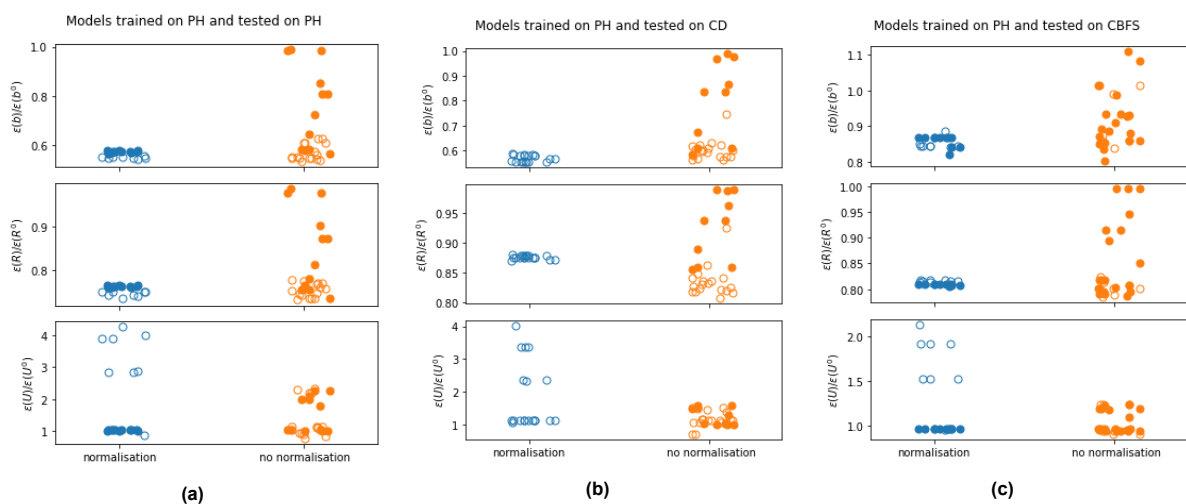 Models trained on PH and tested on PH
ε(b)/ε(b⁰)
1.0
0.8
0.6
ε(R)/ε(R⁰)
0.9
0.8
ε(U)/ε(U⁰)
4
3
2
1
normalisation no normalisation
(a)
Models trained on PH and tested on CD
ε(b)/ε(b⁰)
1.0
0.9
0.8
0.7
0.6
ε(R)/ε(R⁰)
0.95
0.90
0.85
0.80
ε(U)/ε(U⁰)
4
3
2
1
normalisation no normalisation
(b)
Models trained on PH and tested on CBFS
ε(b)/ε(b⁰)
1.1
1.0
0.9
0.8
ε(R)/ε(R⁰)
1.00
0.95
0.90
0.85
0.80
ε(U)/ε(U⁰)
2.0
1.5
1.0
normalisation no normalisation
(c)